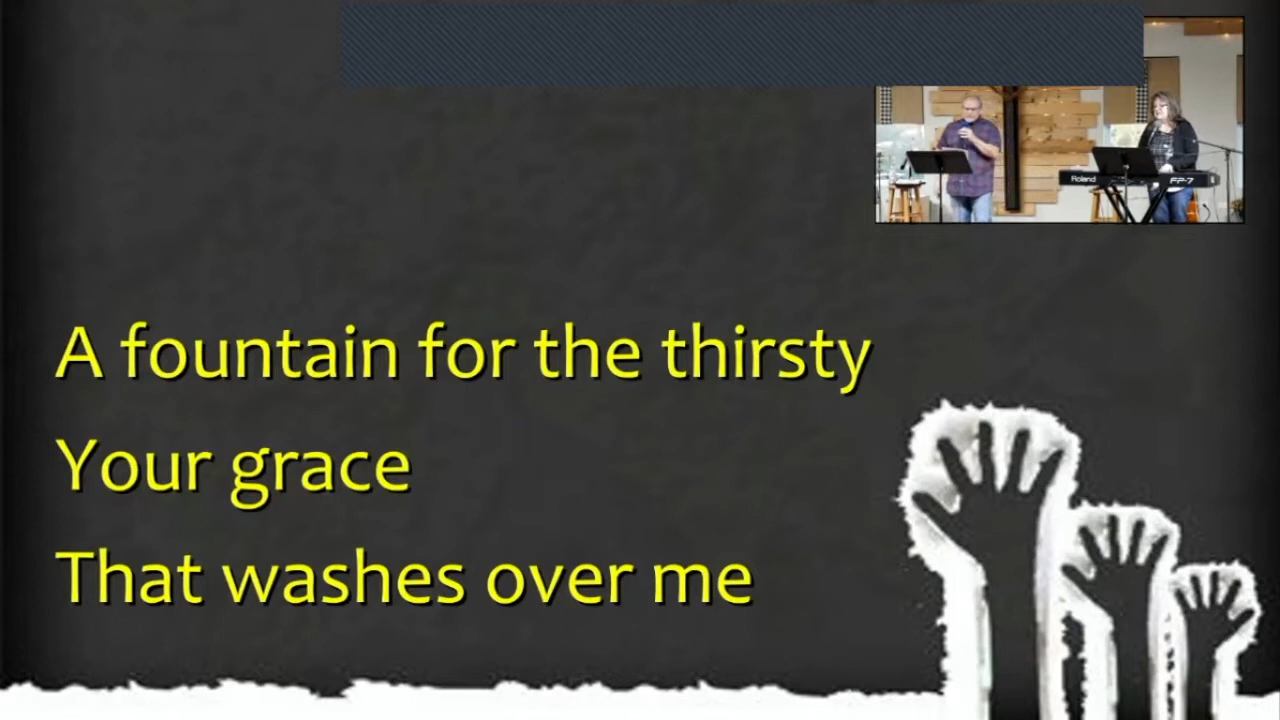 Roland
FP-7
A fountain for the thirsty
Your grace
That washes over me